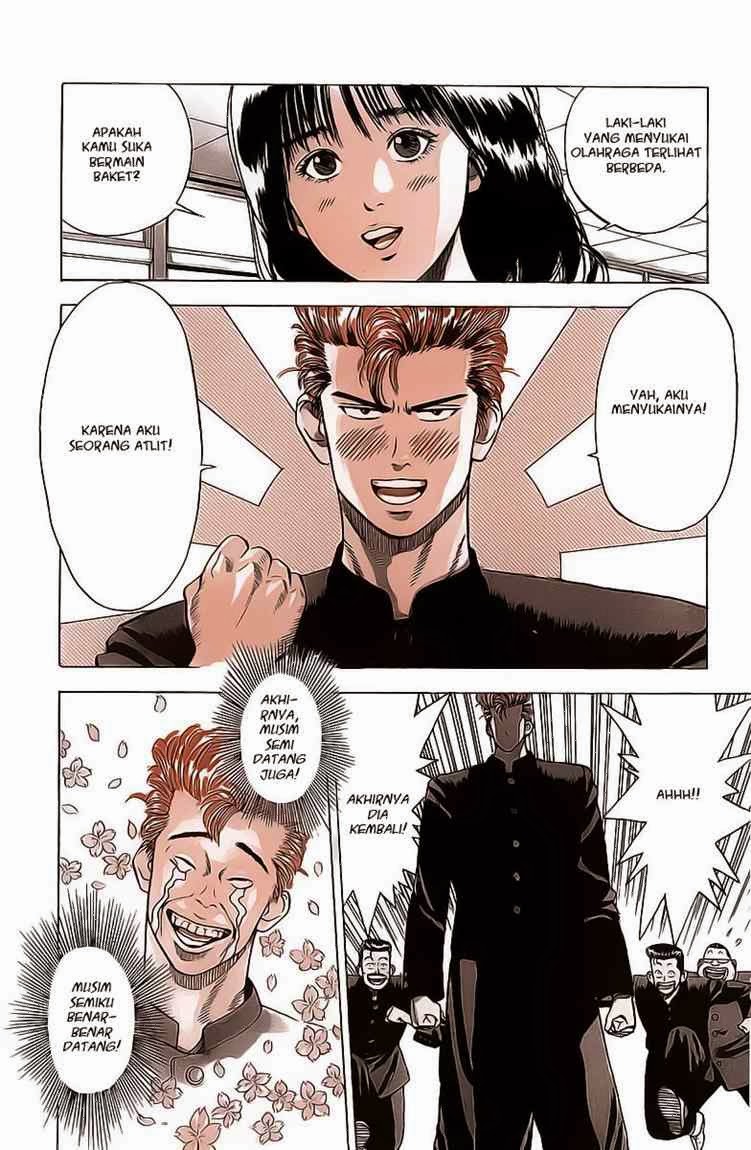 LAKI-LAKI
YANG MENYUKAI
OLAHRAGA TERLIHAT
BERBEDA.
APAKAH
KAMU SUKA
BERMAIN
BAKET?
YAH, AKU
MENYUKAINYA!
KARENA AKU
SEORANG ATLIT!
AHHH!!
AKHIRNYA
DIA
KEMBALI!
AKHI-
RNYA,
MUSIM
SEMI
DATANG
JUGA!
MUSIM
SEMIKU
BENAR-
BENAR
DATANG!